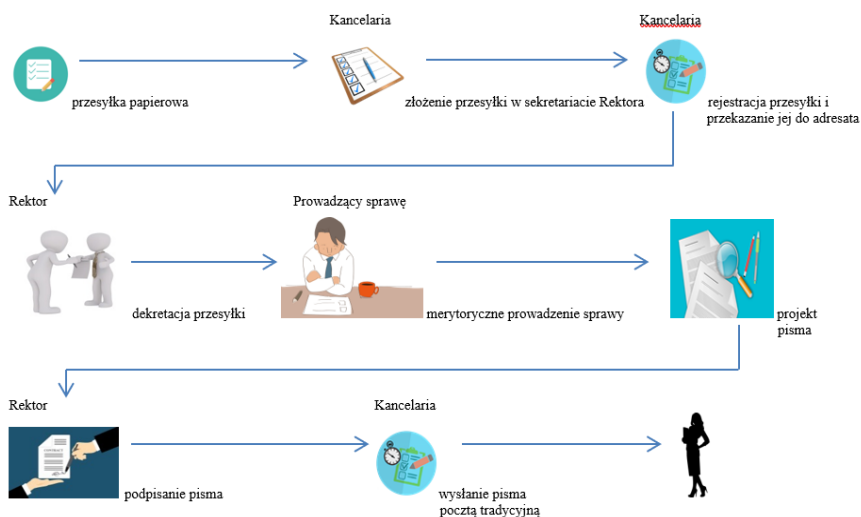 Kancelaria
Kancelaria
przesyłka papierowa
złożenie przesyłki w sekretariacie Rektora
rejestracja przesyłki i
przekazanie jej do adresata
Rektor
Prowadzący sprawę
dekretacja przesyłki
merytoryczne prowadzenie sprawy
projekt
pisma
Rektor
Kancelaria
CONTRACT
podpisanie pisma
wysłanie pisma
pocztą tradycyjną